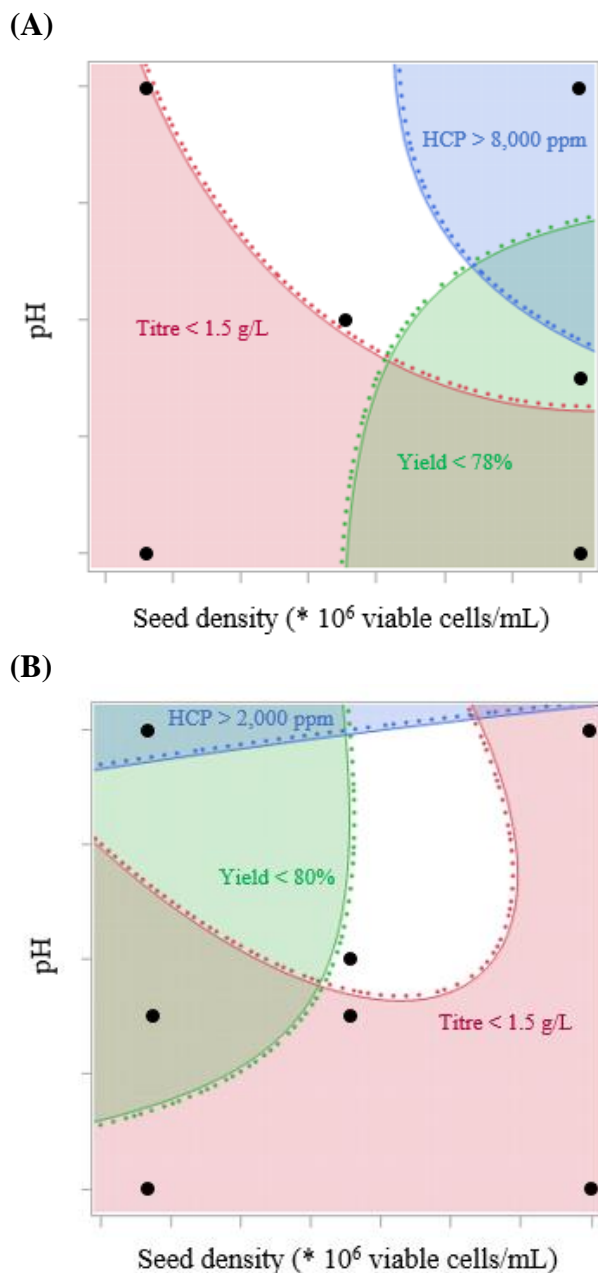 (A)
HCP > 8,000 ppm
pH
Titre < 1.5 g/L
Yield < 78%
Seed density (* 10⁶ viable cells/mL)
(B)
HCP > 2,000 ppm
Yield < 80%
pH
Titre < 1.5 g/L
Seed density (* 10⁶ viable cells/mL)